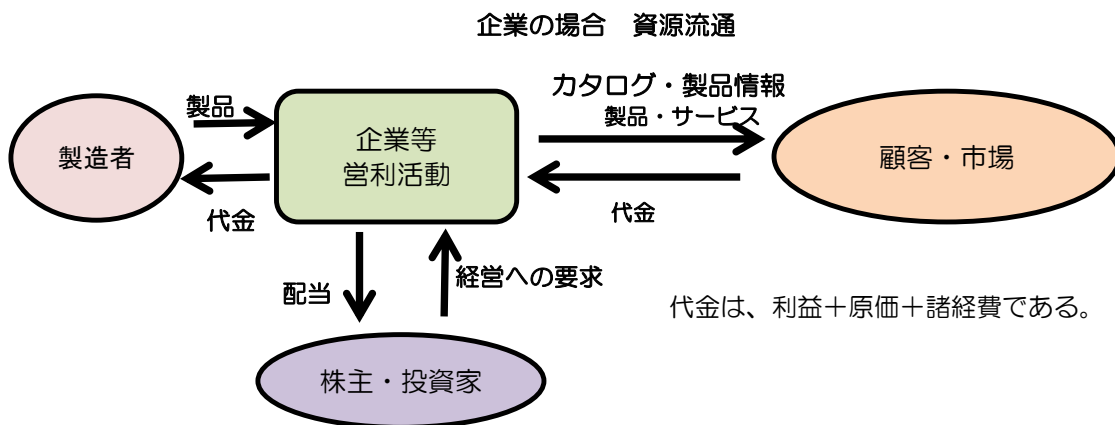 企業の場合　資源流通
カタログ・製品情報
製品・サービス
製品
製造者
企業等
営利活動
顧客・市場
代金
代金
配当
経営への要求
代金は、利益＋原価＋諸経費である。
株主・投資家